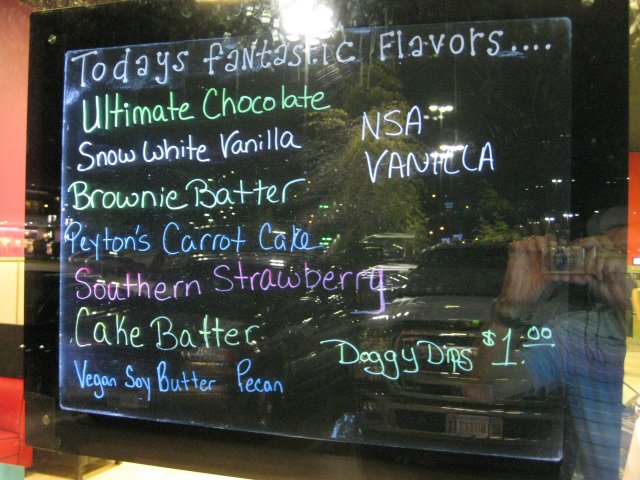 Todays fantastic Flavors....
Ultimate Chocolate
Snow White Vanilla
Brownie Batter
Peyton's Carrot Cake
Southern Strawberry
Cake Batter
Vegan Soy Butter Pecan
NSA
VANILLA
Doggy Dips $1.00